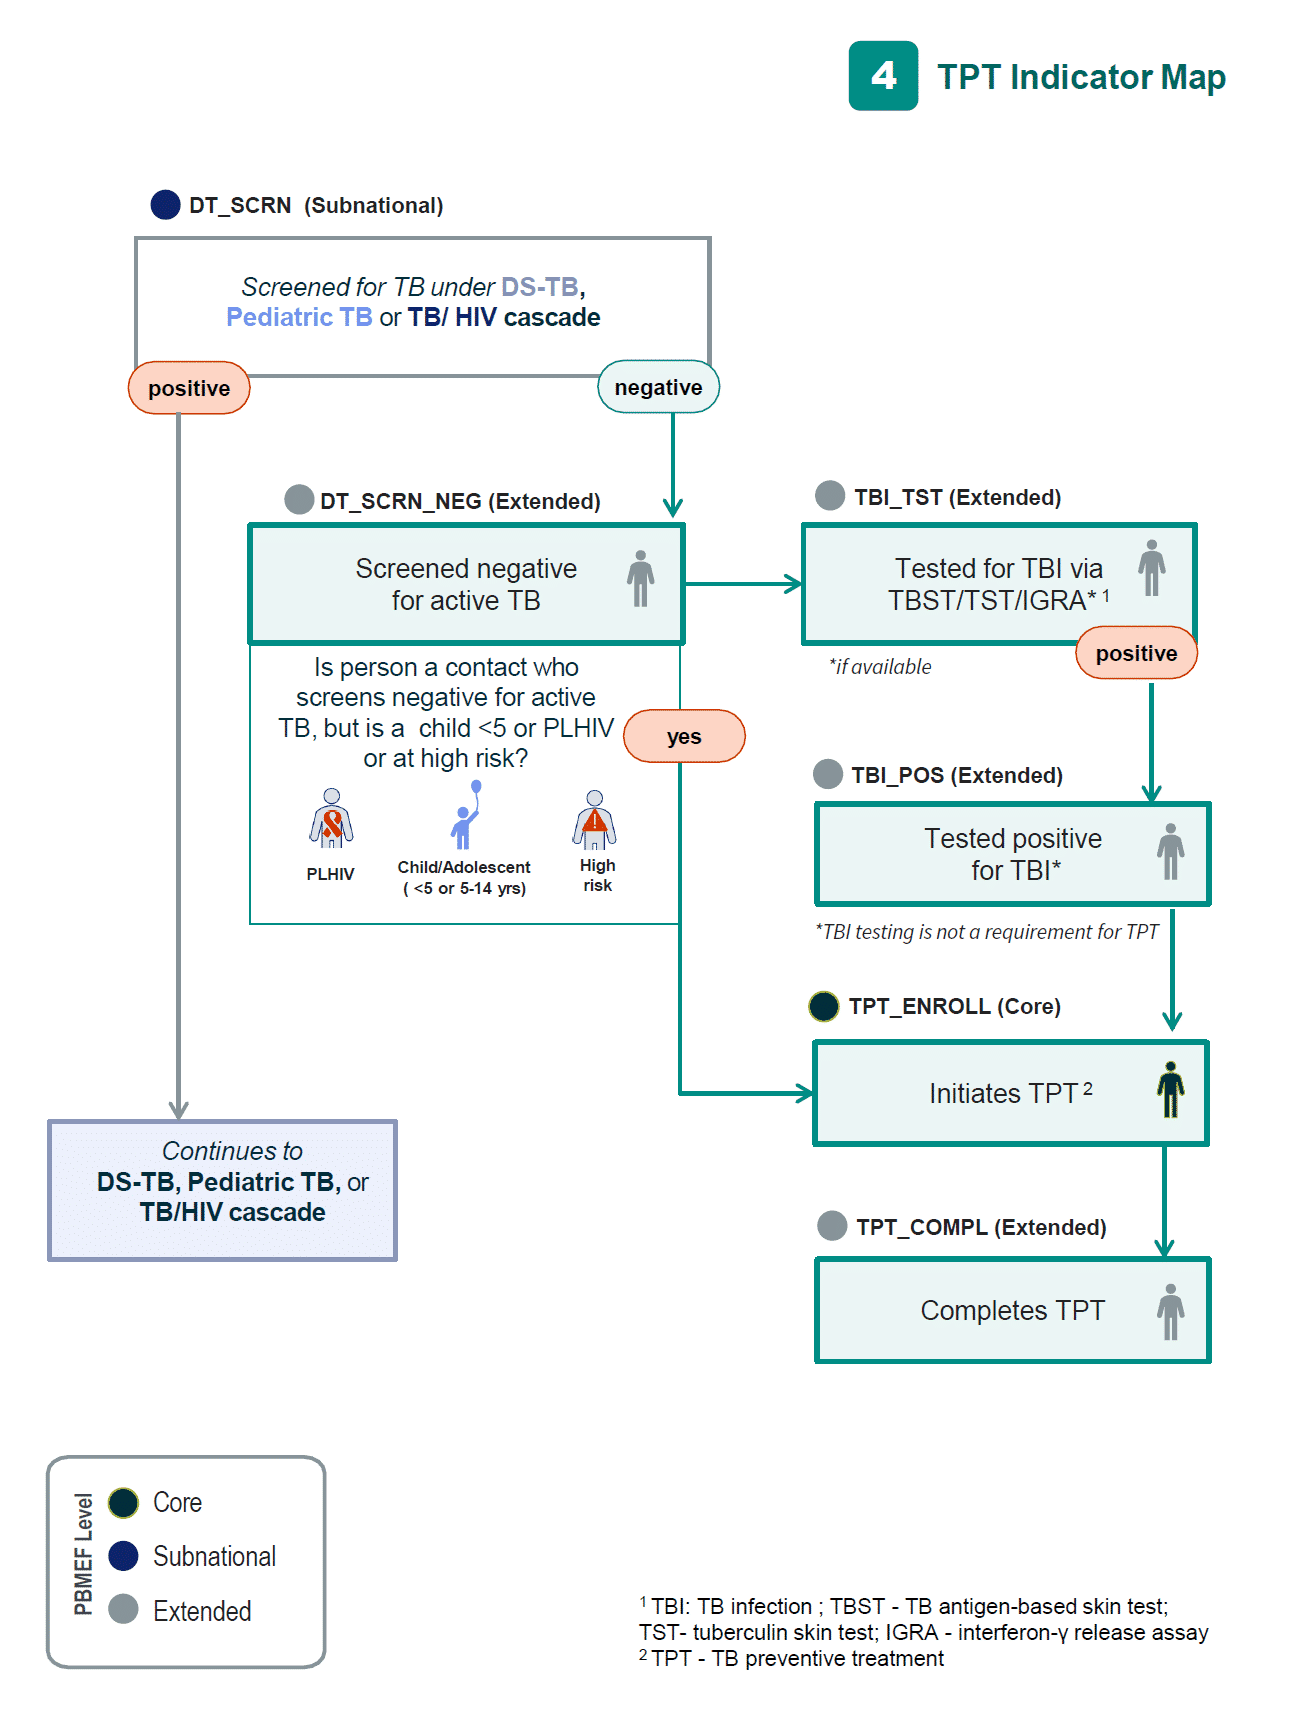 4 TPT Indicator Map
DT_SCRN (Subnational)
Screened for TB under DS-TB,
Pediatric TB or TB/ HIV cascade
positive
negative
DT_SCRN_NEG (Extended)
Screened negative
for active TB
TBI_TST (Extended)
Tested for TBI via
TBST/TST/IGRA* 1
positive
*if available
Is person a contact who
screens negative for active
TB, but is a child <5 or PLHIV
or at high risk?
yes
PLHIV
Child/Adolescent
( <5 or 5-14 yrs)
High
risk
TBI_POS (Extended)
Tested positive
for TBI*
*TBI testing is not a requirement for TPT
TPT_ENROLL (Core)
Initiates TPT 2
Continues to
DS-TB, Pediatric TB, or
TB/HIV cascade
TPT_COMPL (Extended)
Completes TPT
PBMEF Level
Core
Subnational
Extended
1 TBI: TB infection ; TBST - TB antigen-based skin test;
TST- tuberculin skin test; IGRA - interferon-γ release assay
2 TPT - TB preventive treatment